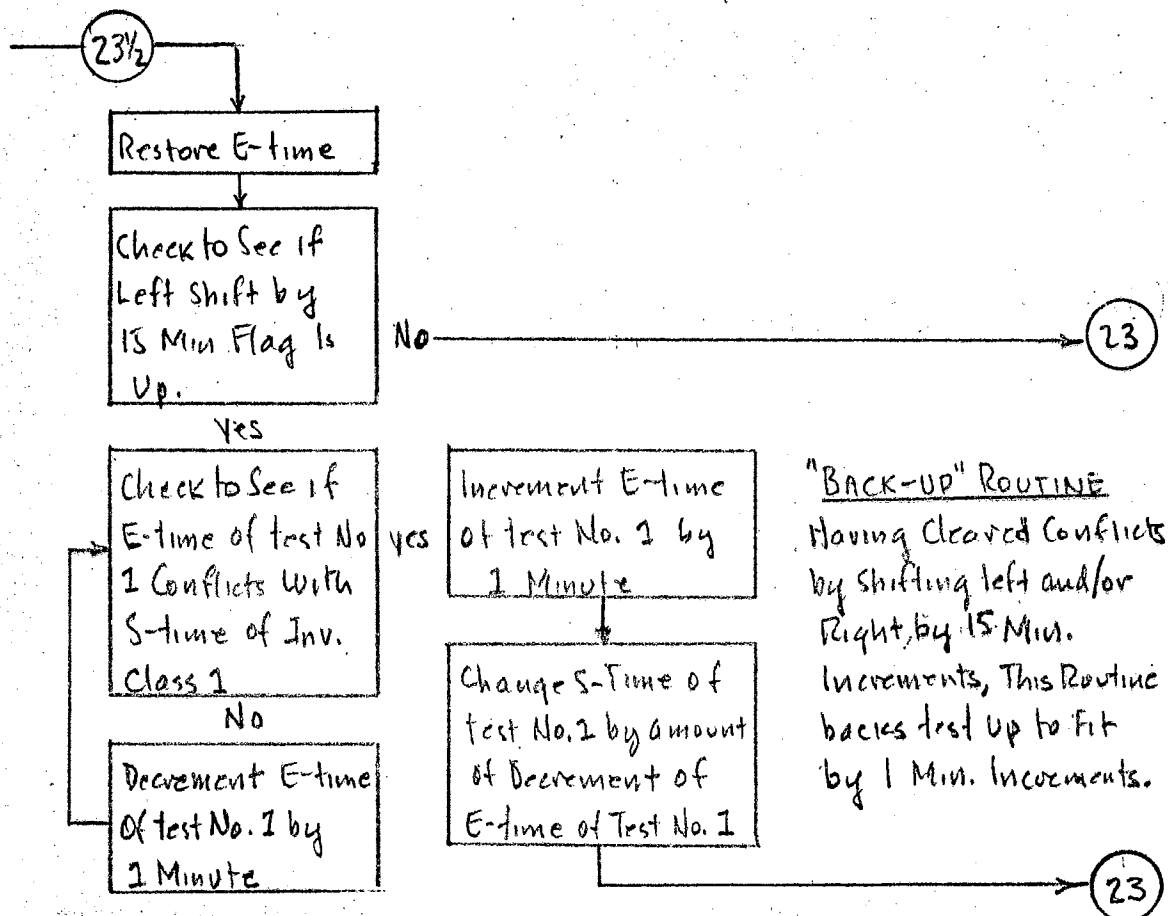 23½
Restore E-time
Check to See if
Left Shift by
15 Min Flag Is
Up.
No
23
Yes
Check to See if
E-time of test No
1 Conflicts With
S-time of Inv.
Class 1
yes
Increment E-time
of test No. 1 by
1 Minute
"BACK-UP" ROUTINE
Having Cleared Conflicts
by Shifting left and/or
Right, by 15 Min.
Increments, This Routine
backs test Up to Fit
by 1 Min. Increments.
No
Decrement E-time
Of test No. 1 by
1 Minute
Change S-Time of
test No. 1 by amount
of Decrement of
E-time of Test No. 1
23